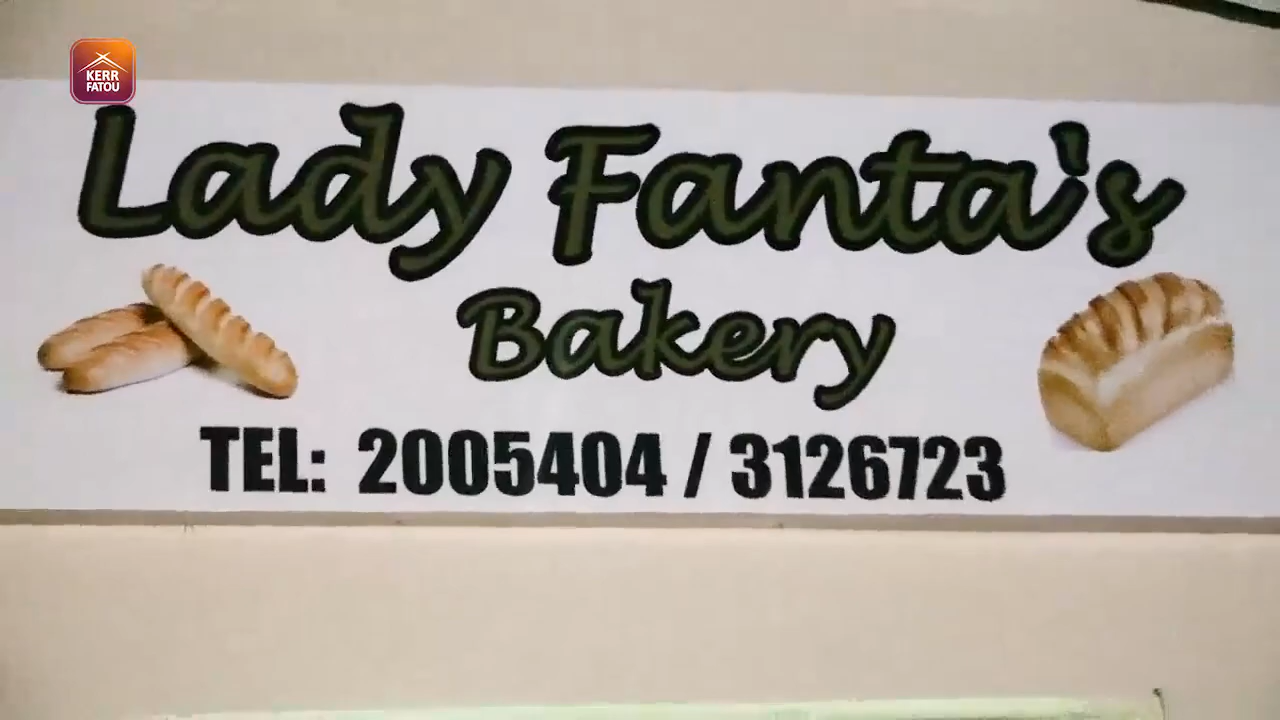 KERR
FATOU
Lady Fanta's
Bakery
TEL: 2005404 / 3126723